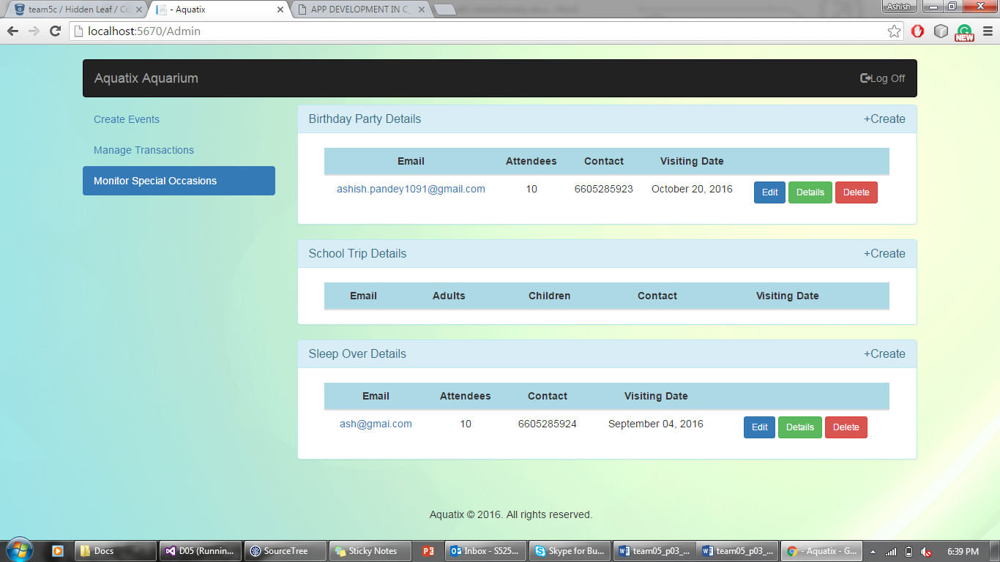 team5c / Hidden Leaf / Co
- Aquatix
APP DEVELOPMENT IN C_
Ashish
localhost:5670/Admin
NEW
Aquatix Aquarium
Log Off
Create Events
Manage Transactions
Monitor Special Occasions
Birthday Party Details +Create
Email Attendees Contact Visiting Date
ashish.pandey1091@gmail.com 10 6605285923 October 20, 2016 Edit Details Delete
School Trip Details +Create
Email Adults Children Contact Visiting Date
Sleep Over Details +Create
Email Attendees Contact Visiting Date
ash@gmai.com 10 6605285924 September 04, 2016 Edit Details Delete
Aquatix © 2016. All rights reserved.
Docs D05 (Runnin... SourceTree Sticky Notes Inbox - S525... Skype for Bu... team05_p03_... team05_p03_... - Aquatix - G... 6:39 PM